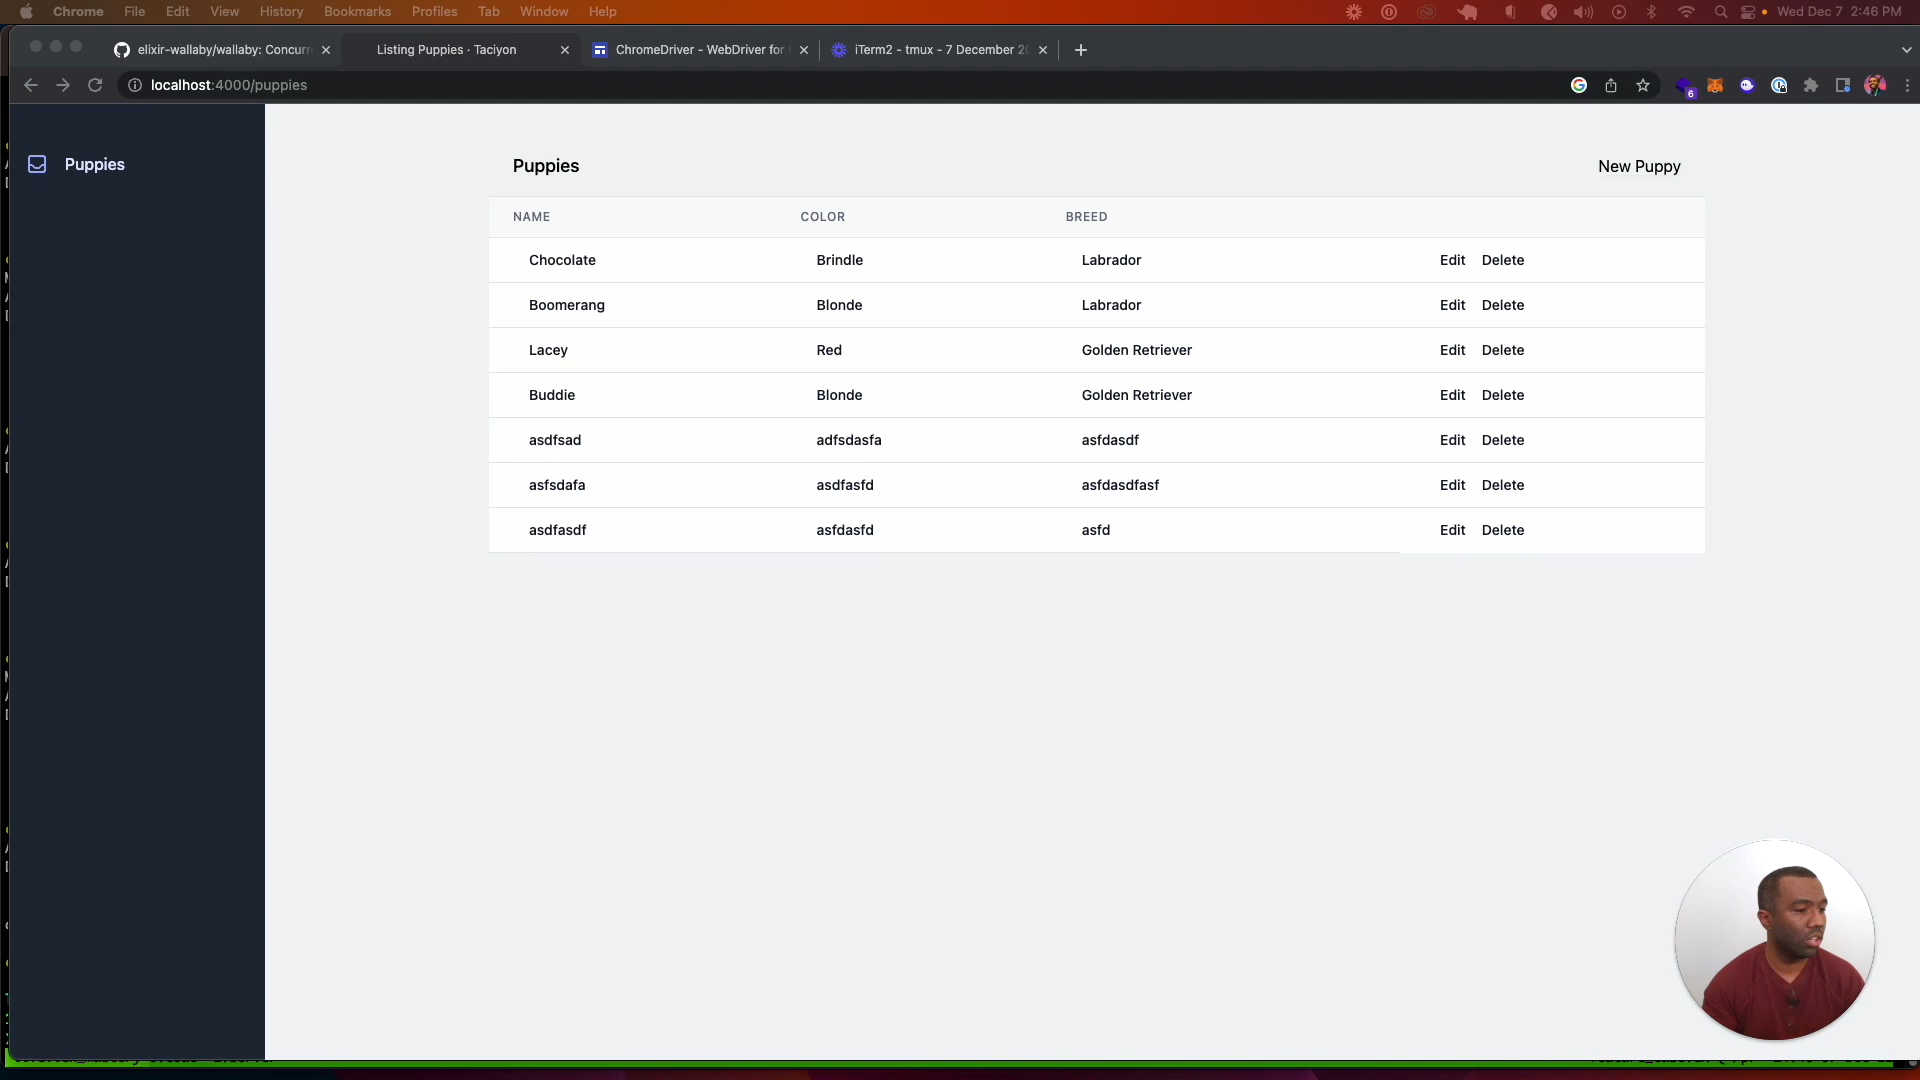 Chrome File Edit View History Bookmarks Profiles Tab Window Help Wed Dec 7 2:46 PM
elixir-wallaby/wallaby: Concurr Listing Puppies · Taciyon ChromeDriver - WebDriver for iTerm2 - tmux - 7 December 20
localhost:4000/puppies
6
Puppies
Puppies New Puppy
NAME COLOR BREED
Chocolate Brindle Labrador Edit Delete
Boomerang Blonde Labrador Edit Delete
Lacey Red Golden Retriever Edit Delete
Buddie Blonde Golden Retriever Edit Delete
asdfsad adfsdasfa asfdasdf Edit Delete
asfsdafa asdfasfd asfdasdfasf Edit Delete
asdfasdf asfdasfd asfd Edit Delete